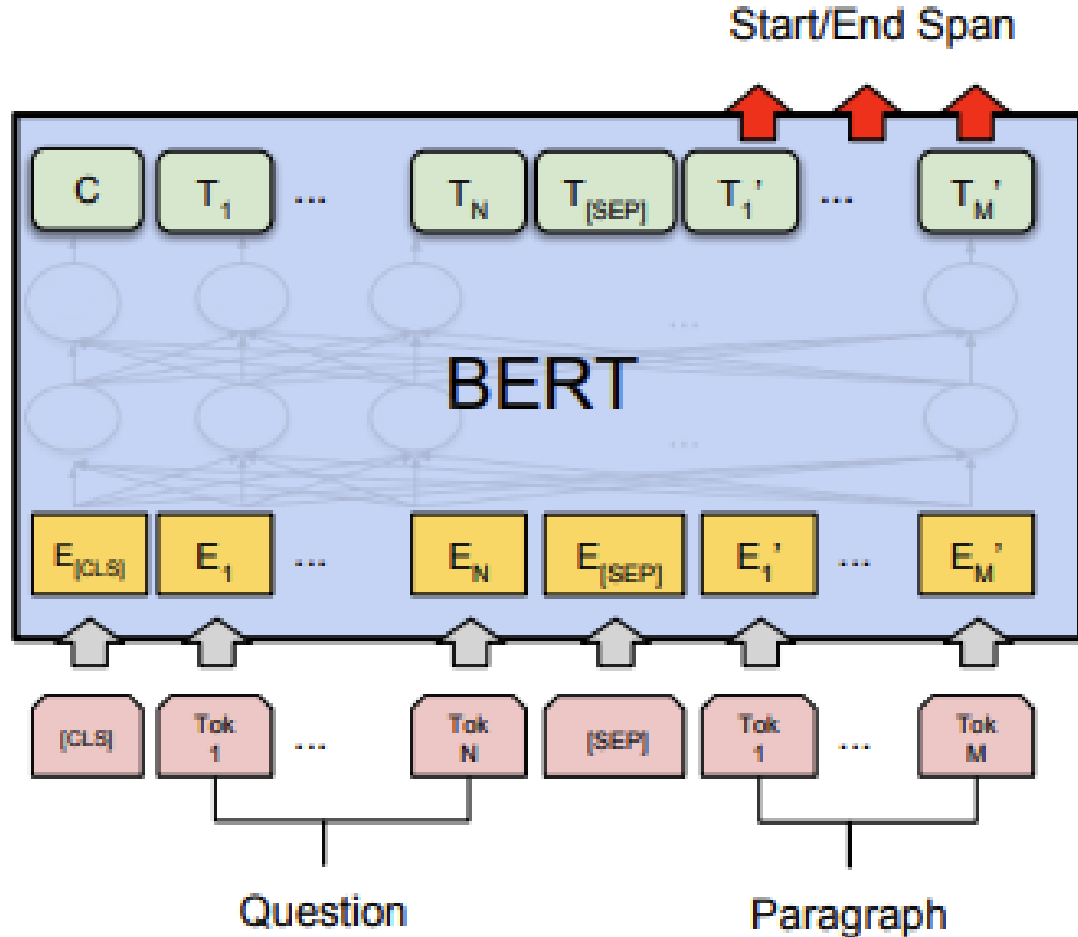 Start/End Span
C T1 ... TN T[SEP] T1' ... TM'
...
BERT
...
E[CLS] E1 ... EN E[SEP] E1' ... EM'
[CLS] Tok 1 ... Tok N [SEP] Tok 1 ... Tok M
Question Paragraph